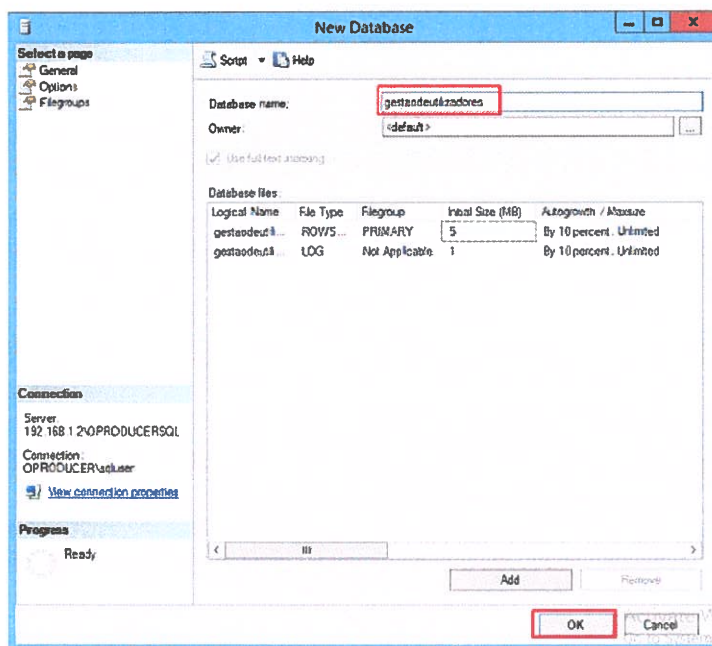 New Database
Select a page
General
Options
Filegroups
Script Help
Database name: gestaodeutilizadores
Owner: <default> ...
Use full-text indexing
Database files:
Logical Name File Type Filegroup Initial Size (MB) Autogrowth / Maxsize
gestaodeutili... ROWS... PRIMARY 5 By 10 percent, Unlimited
gestaodeutili... LOG Not Applicable 1 By 10 percent, Unlimited
Connection
Server:
192.168.1.2\OPRODUCERSQL
Connection:
OPRODUCER\sqluser
View connection properties
Progress
Ready
Add Remove
OK Cancel